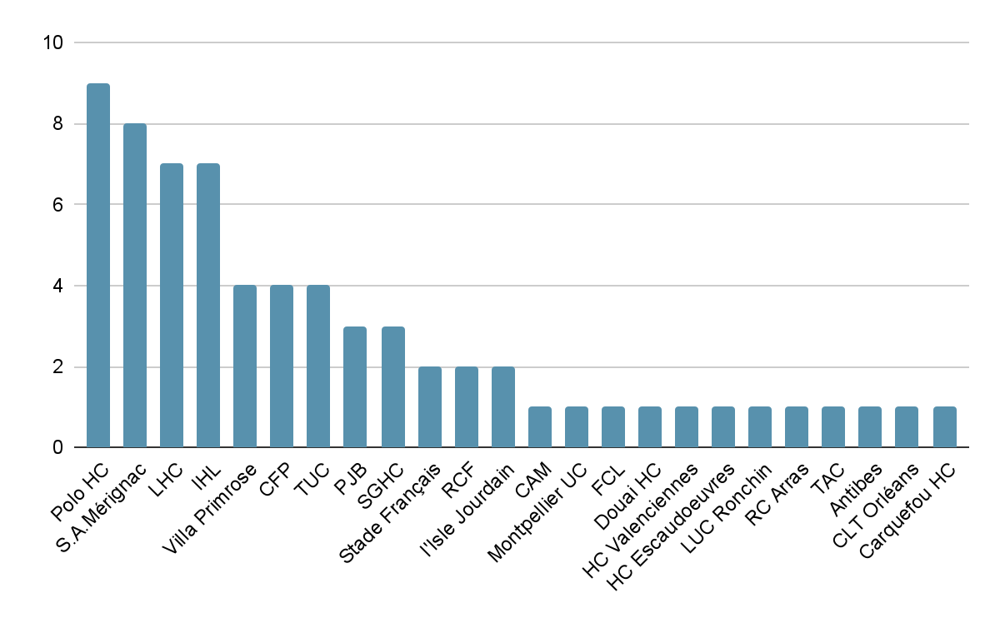 10
8
6
4
2
0
Polo HC
S.A.Mérignac
LHC
IHL
Villa Primrose
CFP
TUC
PJB
SGHC
Stade Français
RCF
l'Isle Jourdain
CAM
Montpellier UC
FCL
Douai HC
HC Valenciennes
HC Escaudoeuvres
LUC Ronchin
RC Arras
TAC
Antibes
CLT Orléans
Carquefou HC